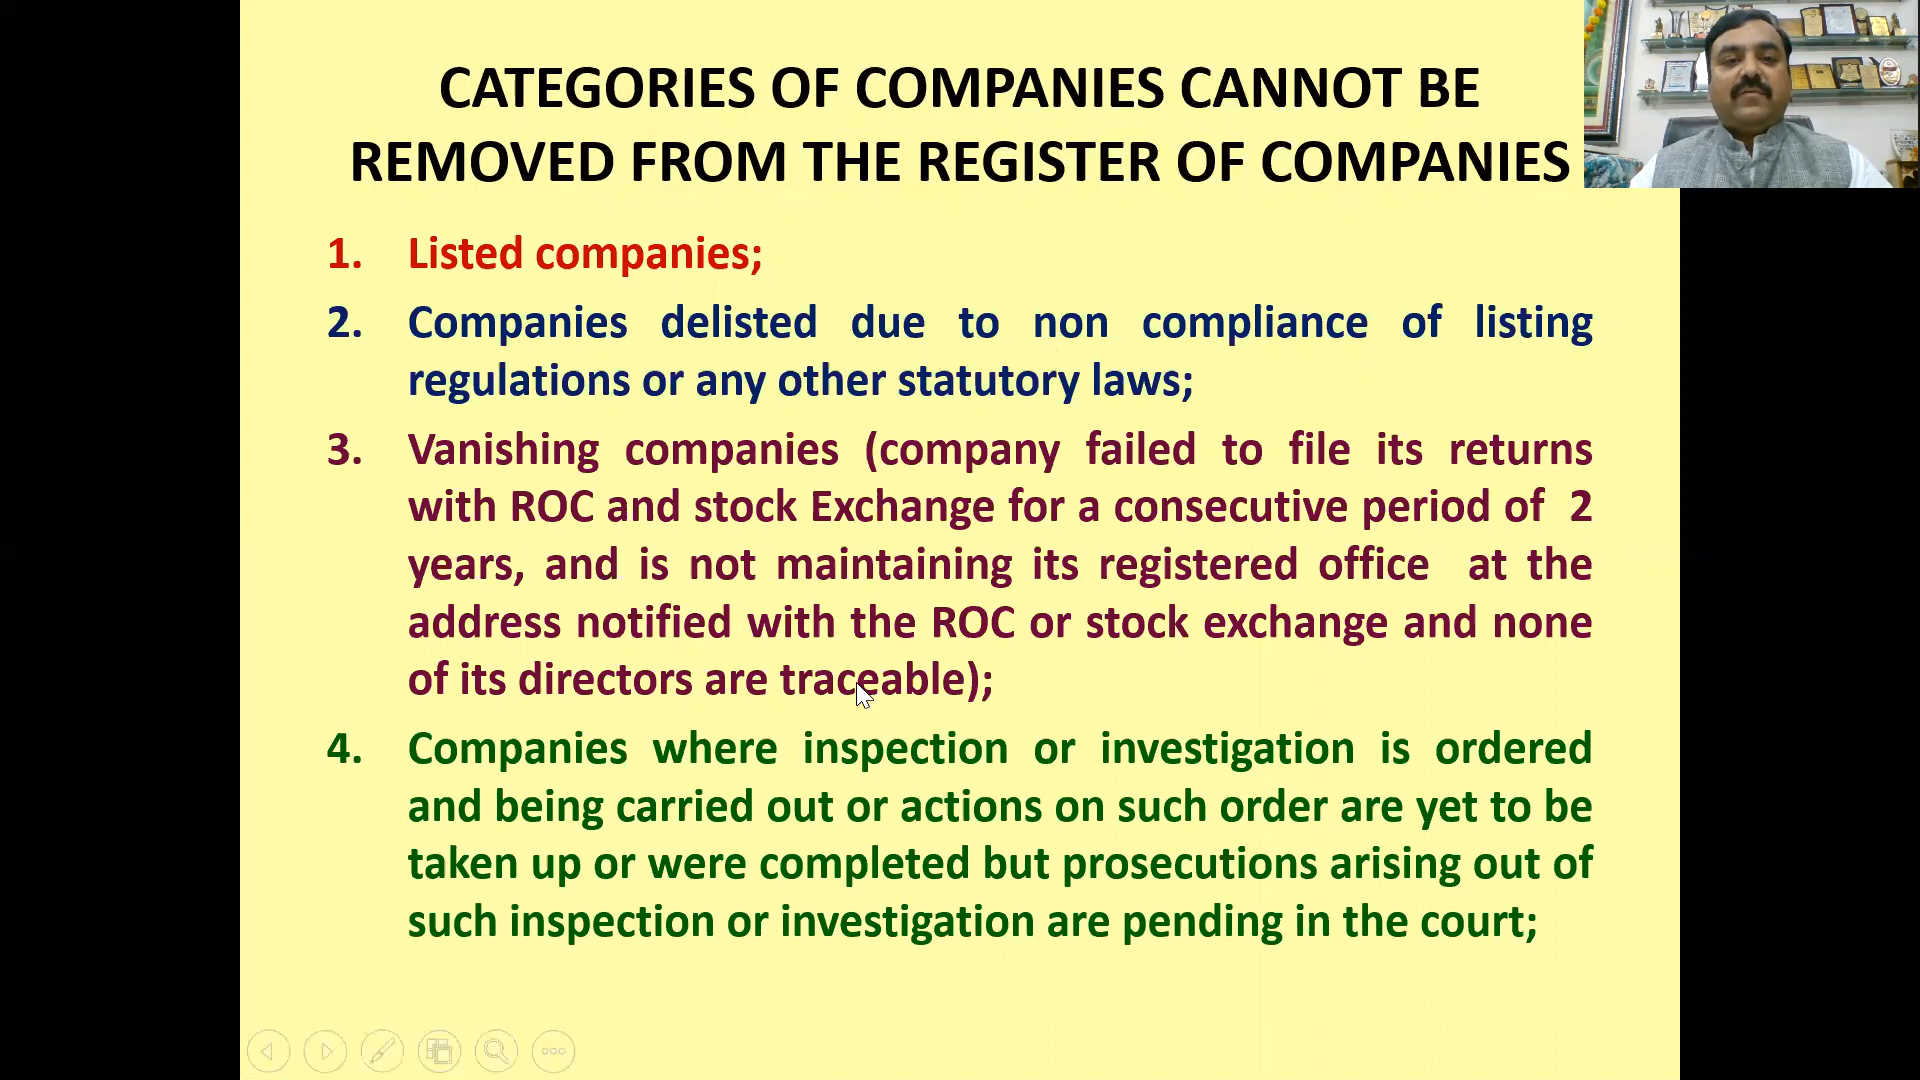 CATEGORIES OF COMPANIES CANNOT BE
REMOVED FROM THE REGISTER OF COMPANIES
1. Listed companies;
2. Companies delisted due to non compliance of listing
regulations or any other statutory laws;
3. Vanishing companies (company failed to file its returns
with ROC and stock Exchange for a consecutive period of 2
years, and is not maintaining its registered office at the
address notified with the ROC or stock exchange and none
of its directors are traceable);
4. Companies where inspection or investigation is ordered
and being carried out or actions on such order are yet to be
taken up or were completed but prosecutions arising out of
such inspection or investigation are pending in the court;